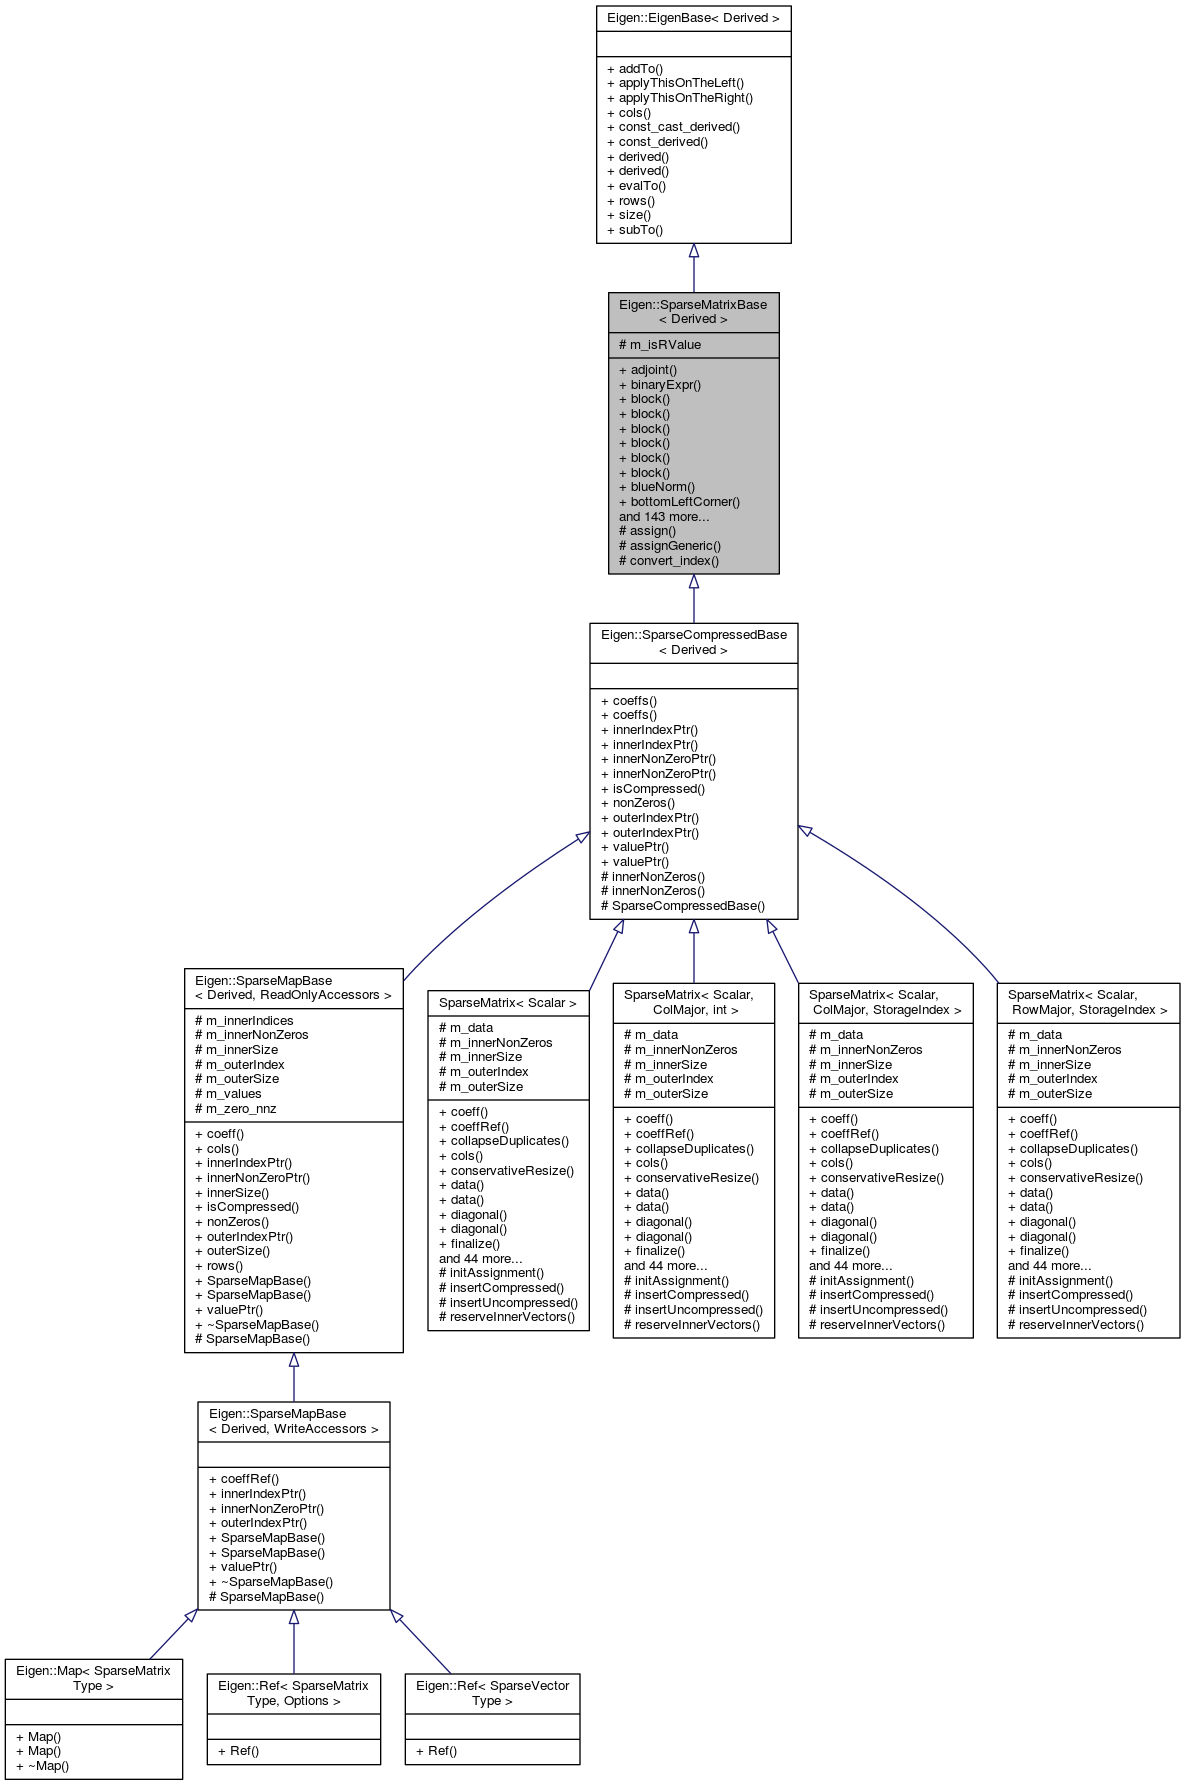 Eigen::EigenBase< Derived >
+ addTo()
+ applyThisOnTheLeft()
+ applyThisOnTheRight()
+ cols()
+ const_cast_derived()
+ const_derived()
+ derived()
+ derived()
+ evalTo()
+ rows()
+ size()
+ subTo()
Eigen::SparseMatrixBase
< Derived >
# m_isRValue
+ adjoint()
+ binaryExpr()
+ block()
+ block()
+ block()
+ block()
+ block()
+ block()
+ blueNorm()
+ bottomLeftCorner()
and 143 more...
# assign()
# assignGeneric()
# convert_index()
Eigen::SparseCompressedBase
< Derived >
+ coeffs()
+ coeffs()
+ innerIndexPtr()
+ innerIndexPtr()
+ innerNonZeroPtr()
+ innerNonZeroPtr()
+ isCompressed()
+ nonZeros()
+ outerIndexPtr()
+ outerIndexPtr()
+ valuePtr()
+ valuePtr()
# innerNonZeros()
# innerNonZeros()
# SparseCompressedBase()
Eigen::SparseMapBase
< Derived, ReadOnlyAccessors >
# m_innerIndices
# m_innerNonZeros
# m_innerSize
# m_outerIndex
# m_outerSize
# m_values
# m_zero_nnz
+ coeff()
+ cols()
+ innerIndexPtr()
+ innerNonZeroPtr()
+ innerSize()
+ isCompressed()
+ nonZeros()
+ outerIndexPtr()
+ outerSize()
+ rows()
+ SparseMapBase()
+ SparseMapBase()
+ valuePtr()
+ ~SparseMapBase()
# SparseMapBase()
SparseMatrix< Scalar >
# m_data
# m_innerNonZeros
# m_innerSize
# m_outerIndex
# m_outerSize
+ coeff()
+ coeffRef()
+ collapseDuplicates()
+ cols()
+ conservativeResize()
+ data()
+ data()
+ diagonal()
+ diagonal()
+ finalize()
and 44 more...
# initAssignment()
# insertCompressed()
# insertUncompressed()
# reserveInnerVectors()
SparseMatrix< Scalar,
ColMajor, int >
# m_data
# m_innerNonZeros
# m_innerSize
# m_outerIndex
# m_outerSize
+ coeff()
+ coeffRef()
+ collapseDuplicates()
+ cols()
+ conservativeResize()
+ data()
+ data()
+ diagonal()
+ diagonal()
+ finalize()
and 44 more...
# initAssignment()
# insertCompressed()
# insertUncompressed()
# reserveInnerVectors()
SparseMatrix< Scalar,
ColMajor, StorageIndex >
# m_data
# m_innerNonZeros
# m_innerSize
# m_outerIndex
# m_outerSize
+ coeff()
+ coeffRef()
+ collapseDuplicates()
+ cols()
+ conservativeResize()
+ data()
+ data()
+ diagonal()
+ diagonal()
+ finalize()
and 44 more...
# initAssignment()
# insertCompressed()
# insertUncompressed()
# reserveInnerVectors()
SparseMatrix< Scalar,
RowMajor, StorageIndex >
# m_data
# m_innerNonZeros
# m_innerSize
# m_outerIndex
# m_outerSize
+ coeff()
+ coeffRef()
+ collapseDuplicates()
+ cols()
+ conservativeResize()
+ data()
+ data()
+ diagonal()
+ diagonal()
+ finalize()
and 44 more...
# initAssignment()
# insertCompressed()
# insertUncompressed()
# reserveInnerVectors()
Eigen::SparseMapBase
< Derived, WriteAccessors >
+ coeffRef()
+ innerIndexPtr()
+ innerNonZeroPtr()
+ outerIndexPtr()
+ SparseMapBase()
+ SparseMapBase()
+ valuePtr()
+ ~SparseMapBase()
# SparseMapBase()
Eigen::Map< SparseMatrix
Type >
+ Map()
+ Map()
+ ~Map()
Eigen::Ref< SparseMatrix
Type, Options >
+ Ref()
Eigen::Ref< SparseVector
Type >
+ Ref()